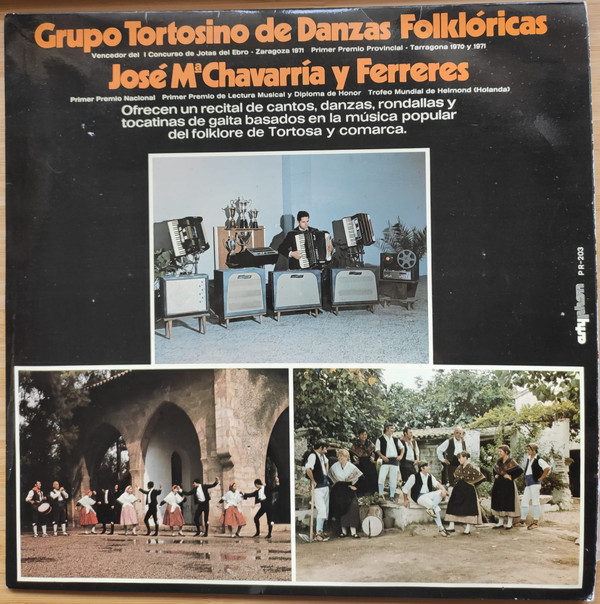 Grupo Tortosino de Danzas Folklóricas
Vencedor del I Concurso de Jotas del Ebro - Zaragoza 1971 Primer Premio Provincial - Tarragona 1970 y 1971
José Mª Chavarría y Ferreres
Primer Premio Nacional Primer Premio de Lectura Musical y Diploma de Honor Trofeo Mundial de Helmond (Holanda)
Ofrecen un recital de cantos, danzas, rondallas y
tocatinas de gaita basados en la música popular
del folklore de Tortosa y comarca.
artyphon PR-203